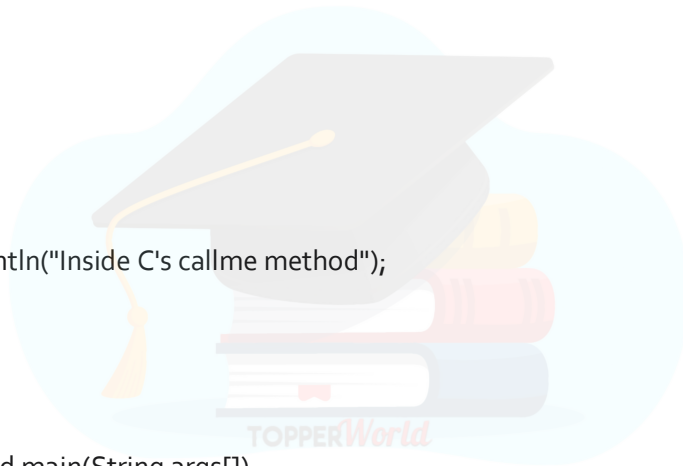 ntln("Inside C's callme method");
TOPPERWorld
d main(String args[])